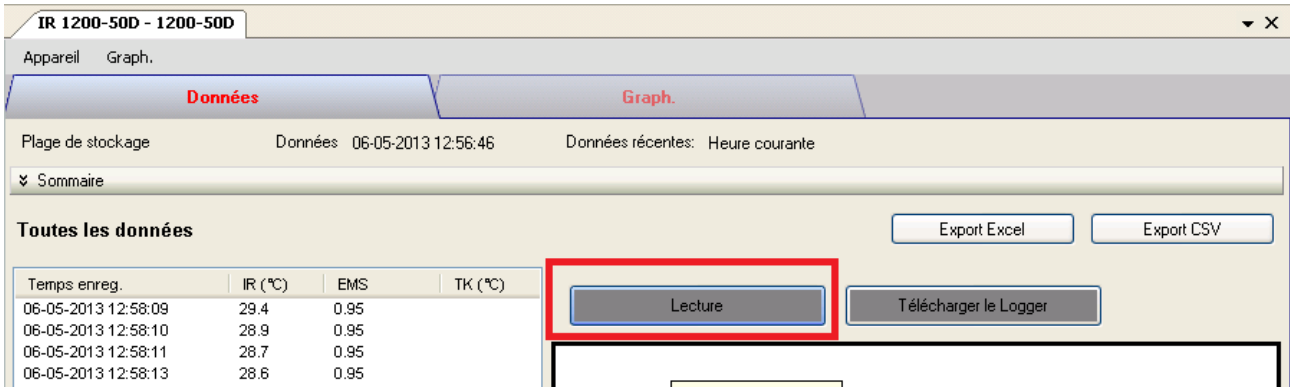 IR 1200-50D - 1200-50D
Appareil Graph.
Données Graph.
Plage de stockage Données 06-05-2013 12:56:46 Données récentes: Heure courante
Sommaire
Toutes les données Export Excel Export CSV
Temps enreg. IR (°C) EMS TK (°C)
Lecture Télécharger le Logger
06-05-2013 12:58:09 29.4 0.95
06-05-2013 12:58:10 28.9 0.95
06-05-2013 12:58:11 28.7 0.95
06-05-2013 12:58:13 28.6 0.95